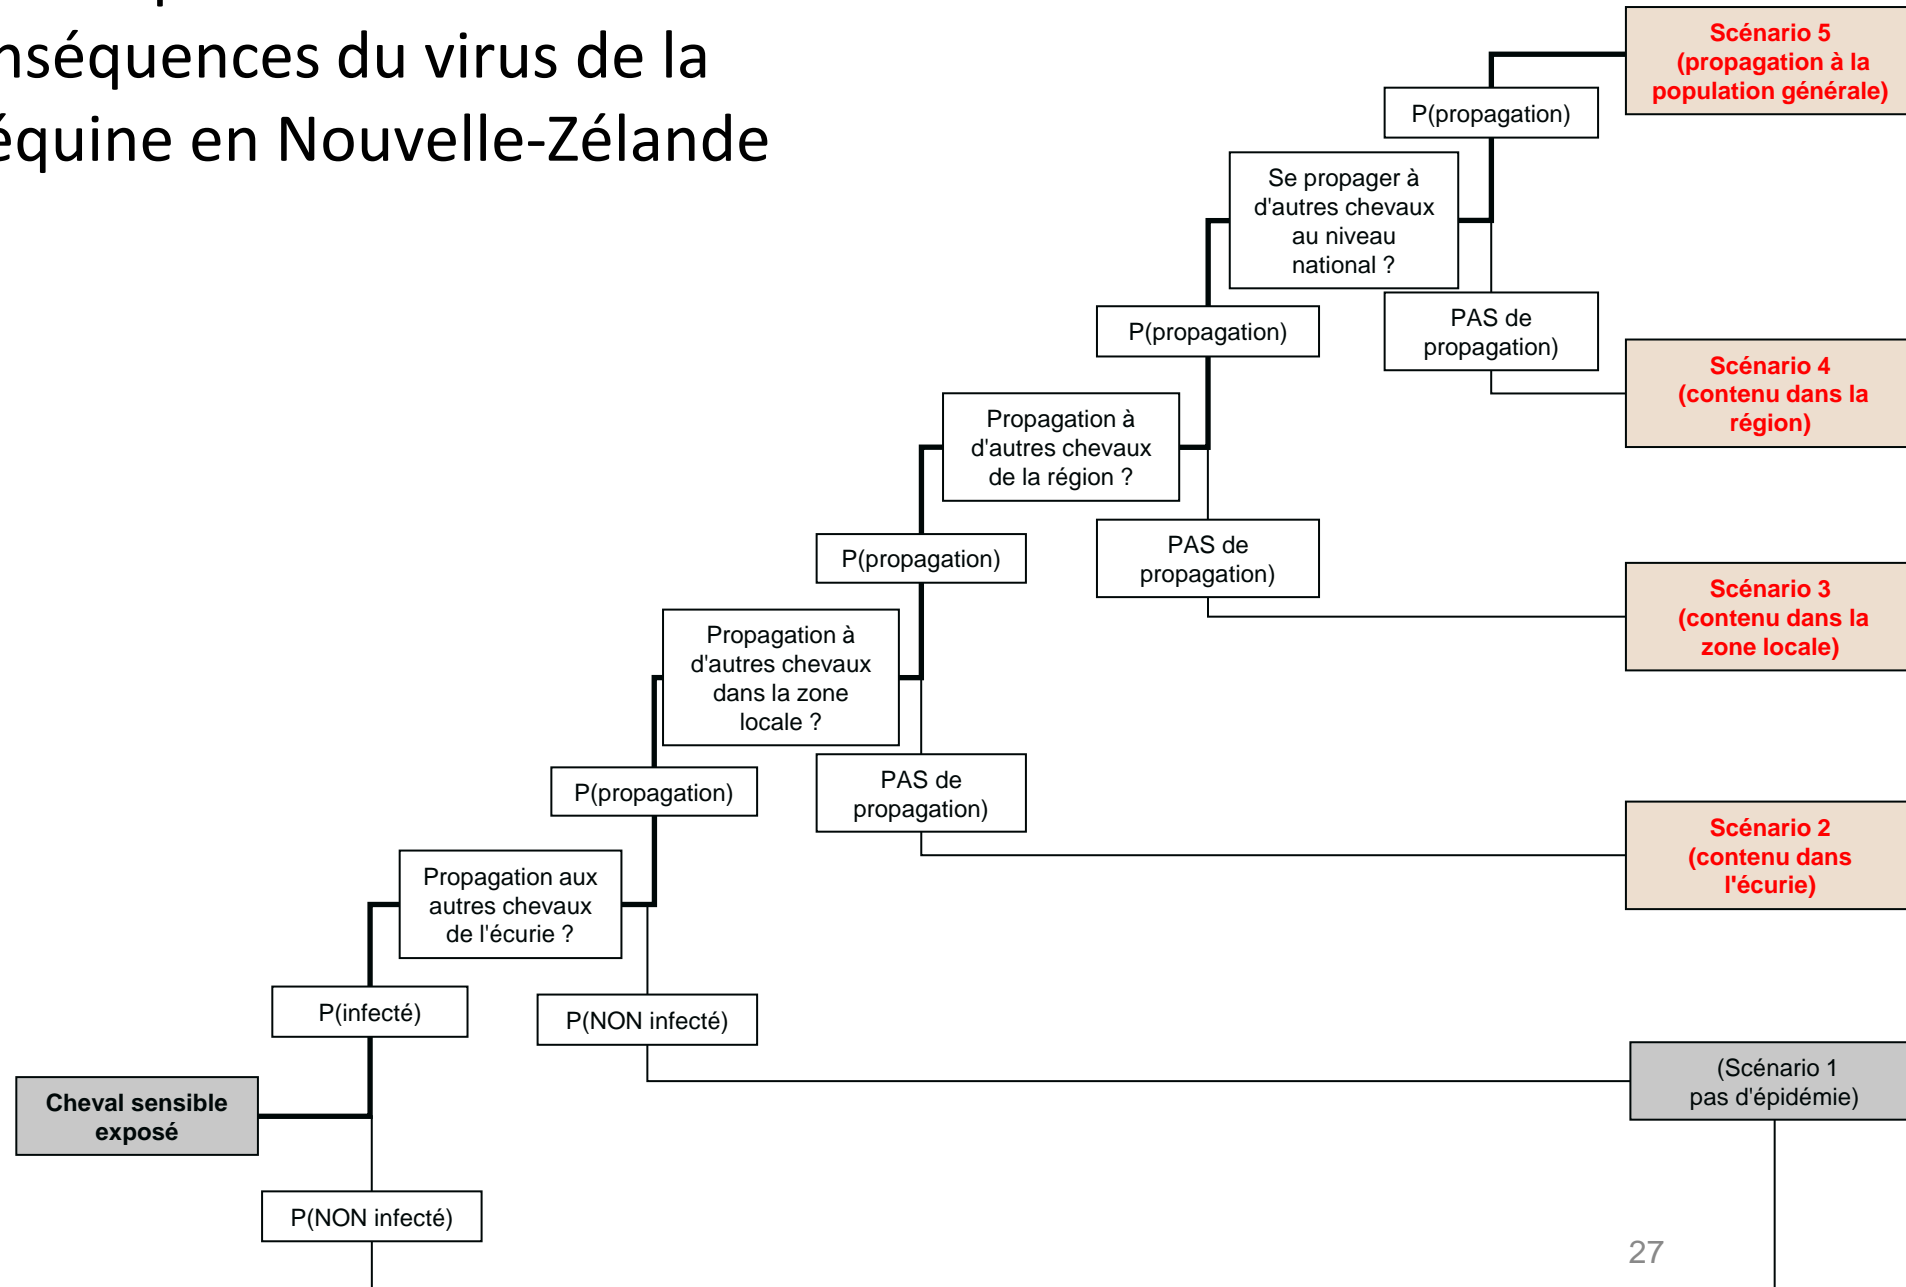 nséquences du virus de la
équine en Nouvelle-Zélande
Scénario 5
(propagation à la
population générale)
P(propagation)
Se propager à
d'autres chevaux
au niveau
national ?
P(propagation)
PAS de
propagation)
Scénario 4
(contenu dans la
région)
Propagation à
d'autres chevaux
de la région ?
P(propagation)
PAS de
propagation)
Scénario 3
(contenu dans la
zone locale)
Propagation à
d'autres chevaux
dans la zone
locale ?
P(propagation)
PAS de
propagation)
Scénario 2
(contenu dans
l'écurie)
Propagation aux
autres chevaux
de l'écurie ?
P(infecté)
P(NON infecté)
(Scénario 1
pas d'épidémie)
Cheval sensible
exposé
P(NON infecté)
27